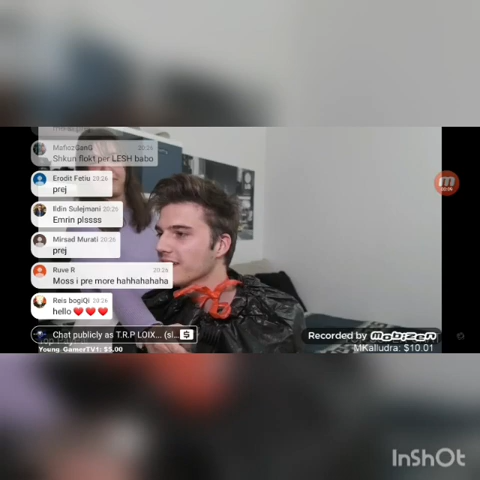 MafiozGanG 20:26
Shkun flokt per LESH babo
Erodit Fetiu 20:26
prej
Ildin Sulejmani 20:26
Emrin plssss
Mirsad Murati 20:26
prej
Ruve R 20:26
Moss i pre more hahhahahaha
Reis bogiQi 20:26
hello ❤️❤️❤️
Chat publicly as T.R.P LOIX... (sl... $
Recorded by mobizen
Young GamerTV1: $5.00
MKalludra: $10.01
InShOt